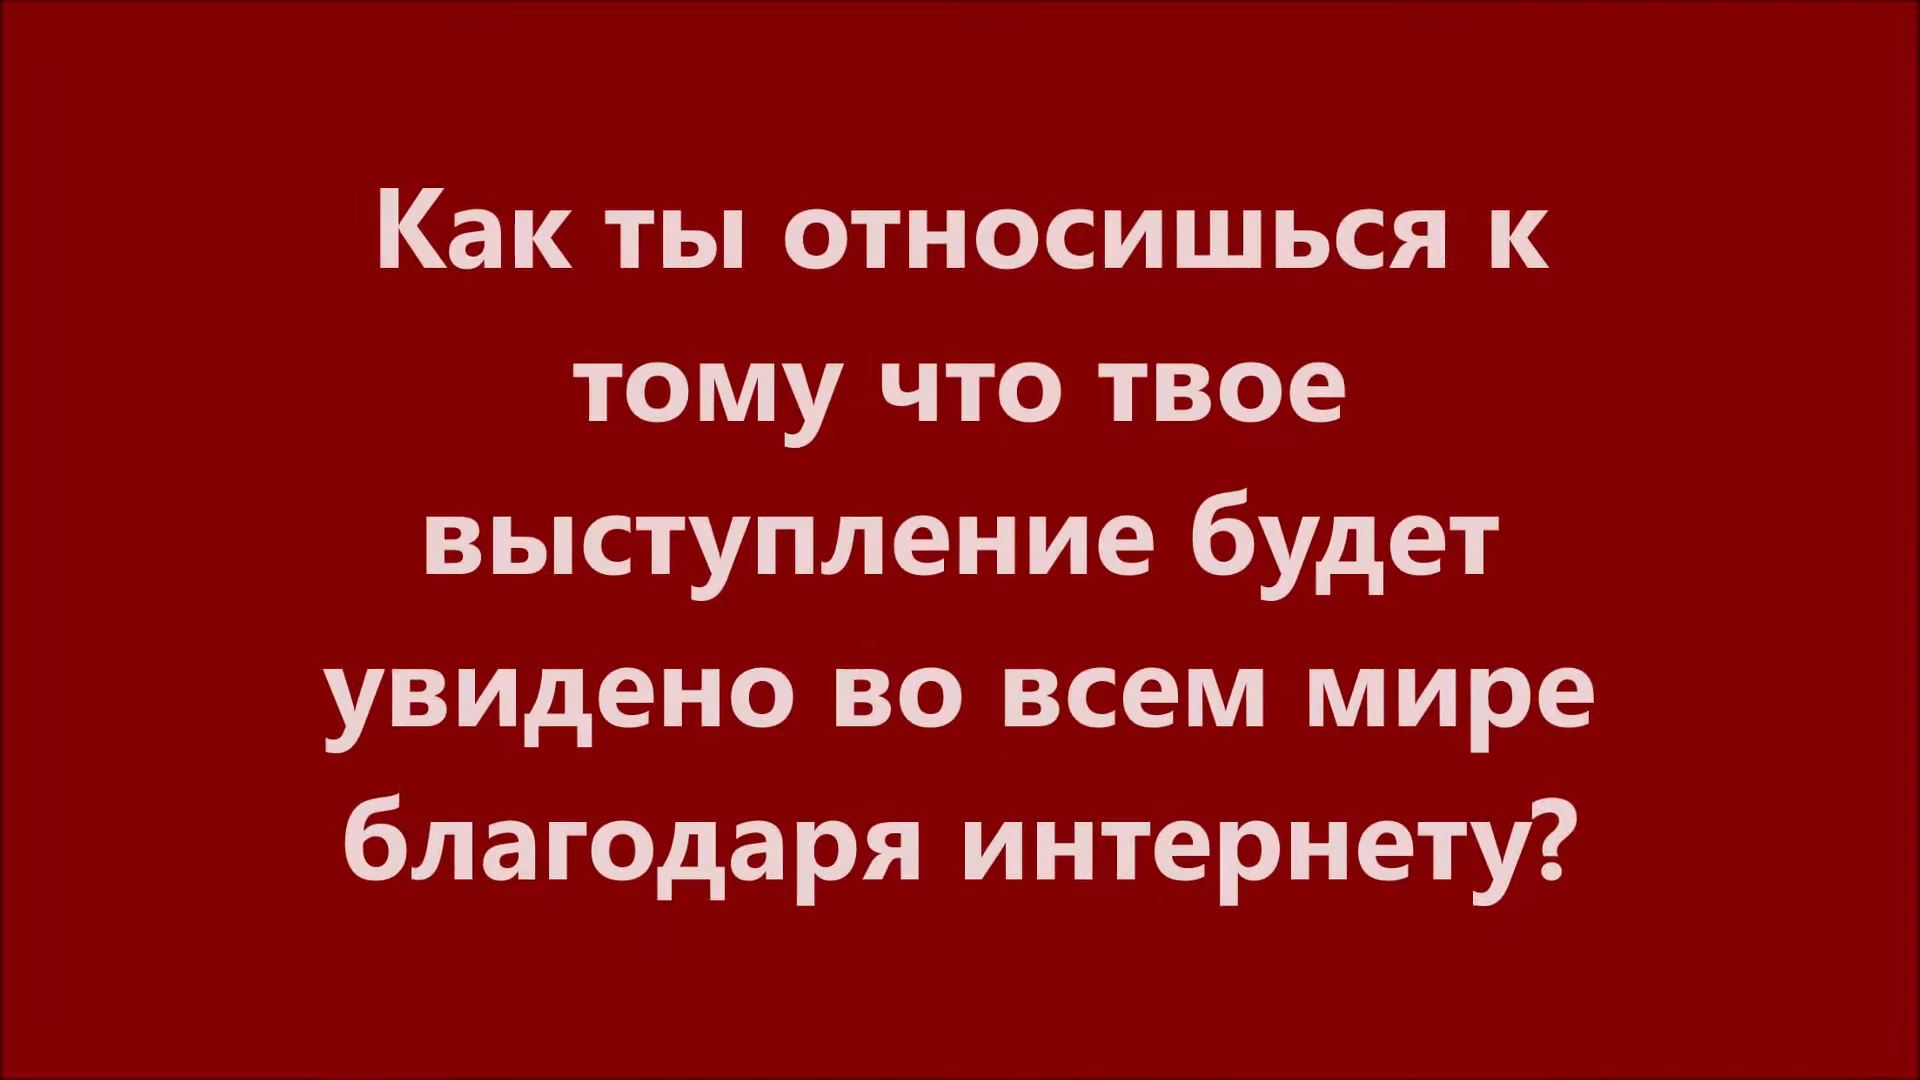 Как ты относишься к
тому что твое
выступление будет
увидено во всем мире
благодаря интернету?